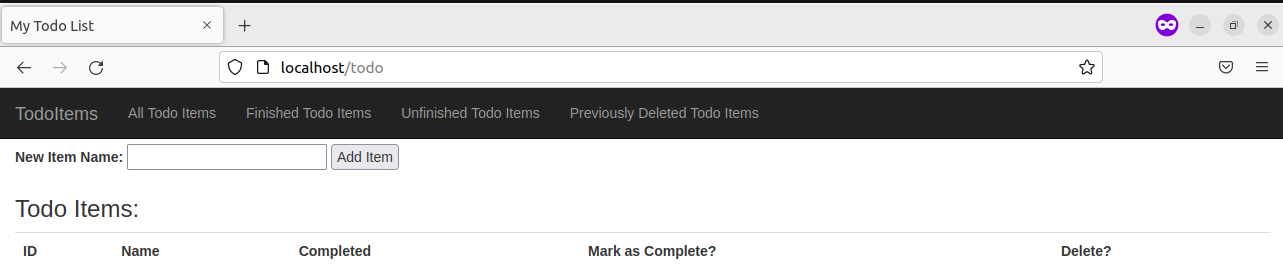 My Todo List
localhost/todo
TodoItems All Todo Items Finished Todo Items Unfinished Todo Items Previously Deleted Todo Items
New Item Name: Add Item
Todo Items:
ID Name Completed Mark as Complete? Delete?